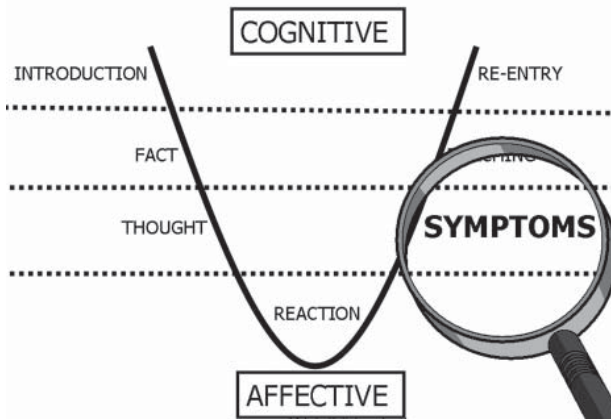 COGNITIVE
INTRODUCTION RE-ENTRY
FACT
THOUGHT SYMPTOMS
REACTION
AFFECTIVE